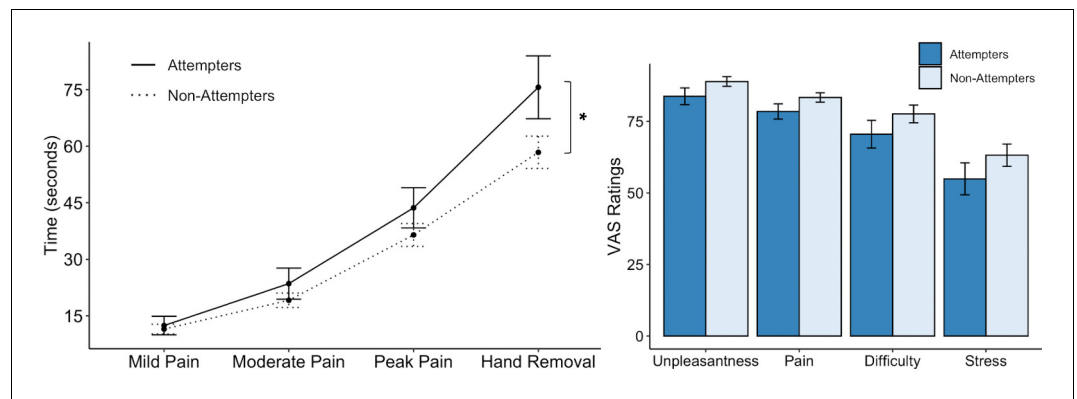 Time (seconds)
75
60
45
30
15
Attempters
Non-Attempters
*
Mild Pain Moderate Pain Peak Pain Hand Removal
VAS Ratings
75
50
25
0
Attempters
Non-Attempters
Unpleasantness Pain Difficulty Stress